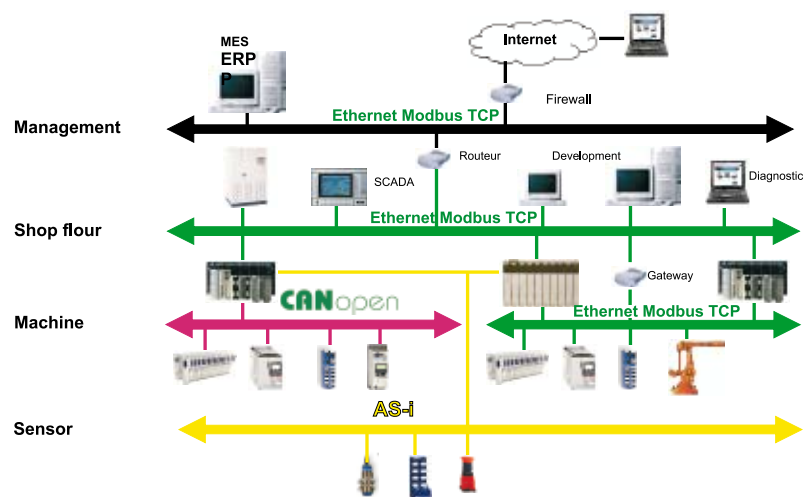 MES
ERP
P
Internet
Firewall
Ethernet Modbus TCP
Management
Routeur
Development
SCADA
Diagnostic
Ethernet Modbus TCP
Shop flour
Gateway
CANopen
Ethernet Modbus TCP
Machine
AS-i
Sensor